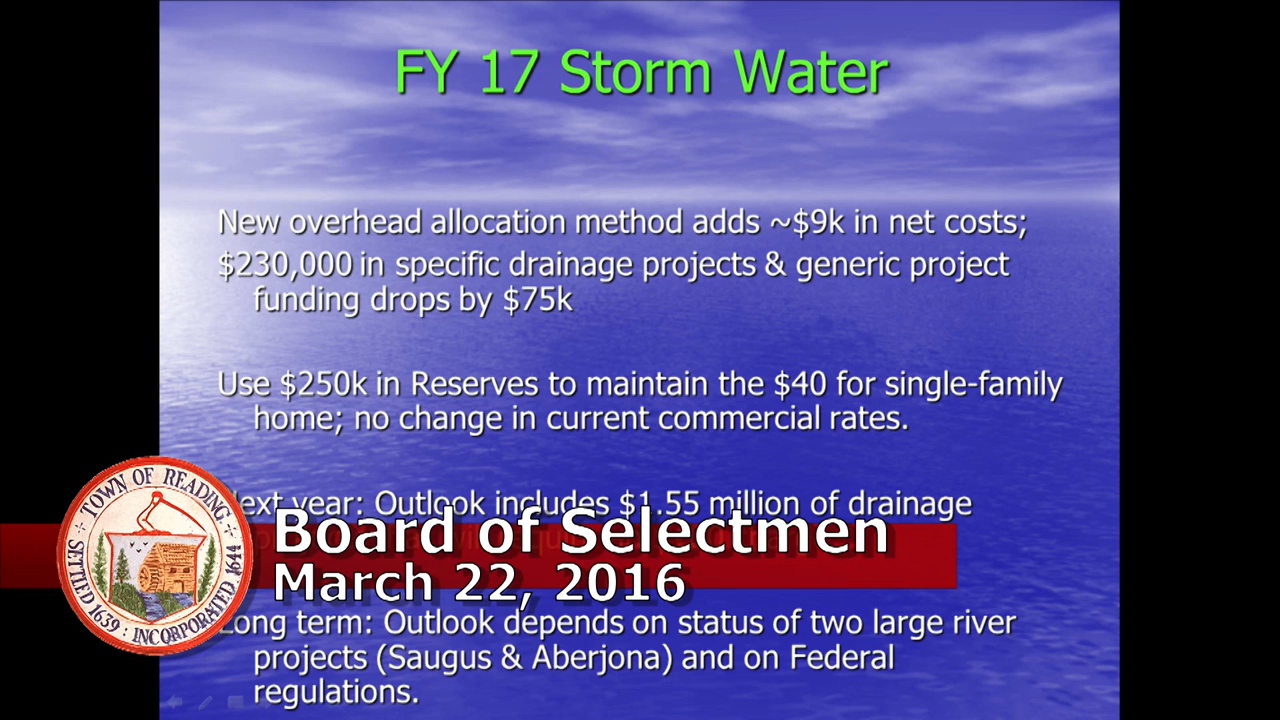 FY 17 Storm Water
New overhead allocation method adds ~$9k in net costs;
$230,000 in specific drainage projects & generic project
funding drops by $75k
Use $250k in Reserves to maintain the $40 for single-family
home; no change in current commercial rates.
Next year: Outlook includes $1.55 million of drainage
Board of Selectmen
March 22, 2016
TOWN OF READING
SETTLED 1639 : INCORPORATED 1644
Long term: Outlook depends on status of two large river
projects (Saugus & Aberjona) and on Federal
regulations.